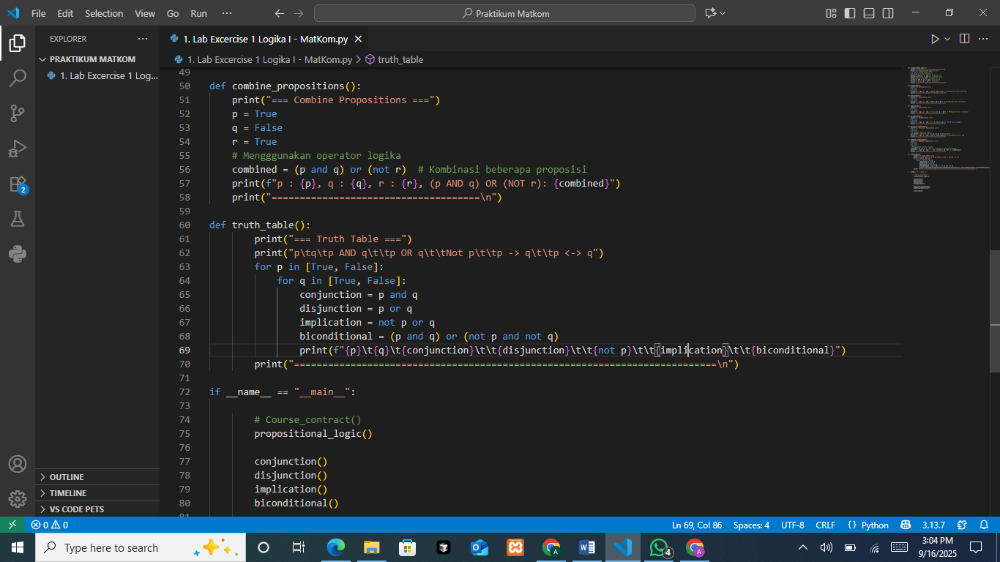 File Edit Selection View Go Run ··· Praktikum Matkom
EXPLORER ···
PRAKTIKUM MATKOM
1. Lab Excercise 1 Log...
OUTLINE
TIMELINE
VS CODE PETS
2
1. Lab Excercise 1 Logika I - MatKom.py
1. Lab Excercise 1 Logika I - MatKom.py > truth_table
49
50 def combine_propositions():
51 print("=== Combine Propositions ===")
52 p = True
53 q = False
54 r = True
55 # Mengggunakan operator logika
56 combined = (p and q) or (not r)  # Kombinasi beberapa proposisi
57 print(f"p : {p}, q : {q}, r : {r}, (p AND q) OR (NOT r): {combined}")
58 print("=====================================\n")
59
60 def truth_table():
61 print("=== Truth Table ===")
62 print("p\tq\tp AND q\t\tp OR q\t\tNot p\t\tp -> q\t\tp <-> q")
63 for p in [True, False]:
64 for q in [True, False]:
65 conjunction = p and q
66 disjunction = p or q
67 implication = not p or q
68 biconditional = (p and q) or (not p and not q)
69 print(f"{p}\t{q}\t{conjunction}\t\t{disjunction}\t\t{not p}\t\t{implication}\t\t{biconditional}")
70 print("===========================================================================\n")
71
72 if __name__ == "__main__":
73
74 # Course_contract()
75 propositional_logic()
76
77 conjunction()
78 disjunction()
79 implication()
80 biconditional()
0 0 Ln 69, Col 86 Spaces: 4 UTF-8 CRLF {} Python 3.13.7
Type here to search
4
3:04 PM
9/16/2025